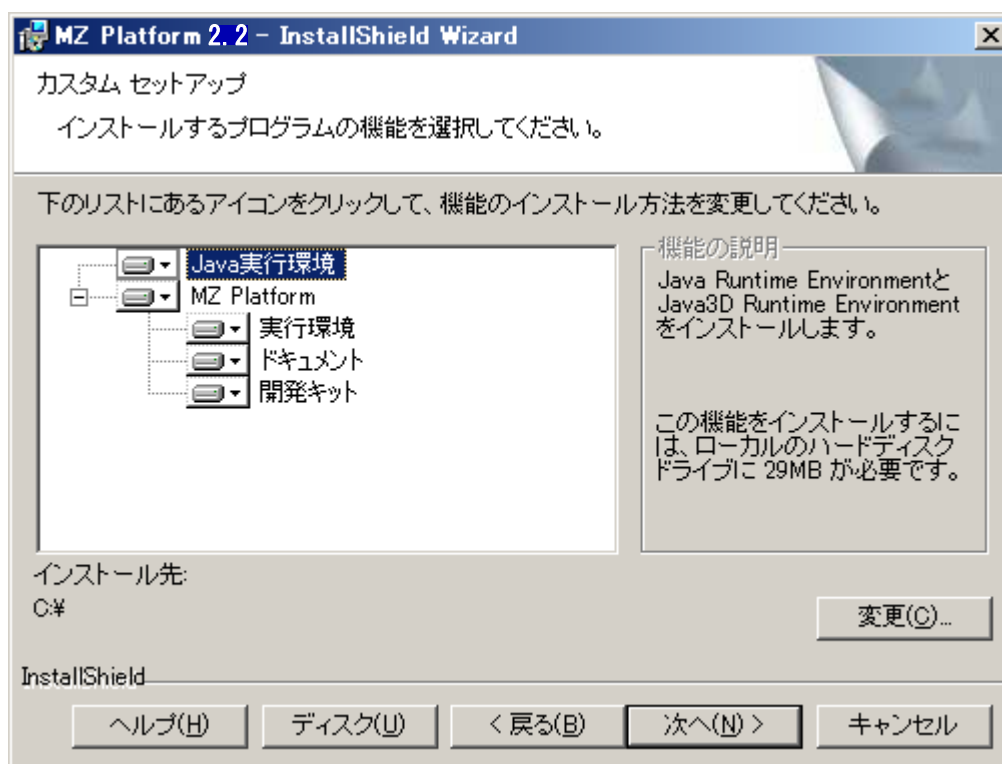 MZ Platform 2.2 - InstallShield Wizard
カスタム セットアップ
インストールするプログラムの機能を選択してください。
下のリストにあるアイコンをクリックして、機能のインストール方法を変更してください。
Java実行環境
MZ Platform
実行環境
ドキュメント
開発キット
機能の説明
Java Runtime Environmentと
Java3D Runtime Environment
をインストールします。
この機能をインストールするに
は、ローカルのハードディスク
ドライブに 29MB が必要です。
インストール先:
C:¥
変更(C)...
InstallShield
ヘルプ(H)
ディスク(U)
< 戻る(B)
次へ(N) >
キャンセル